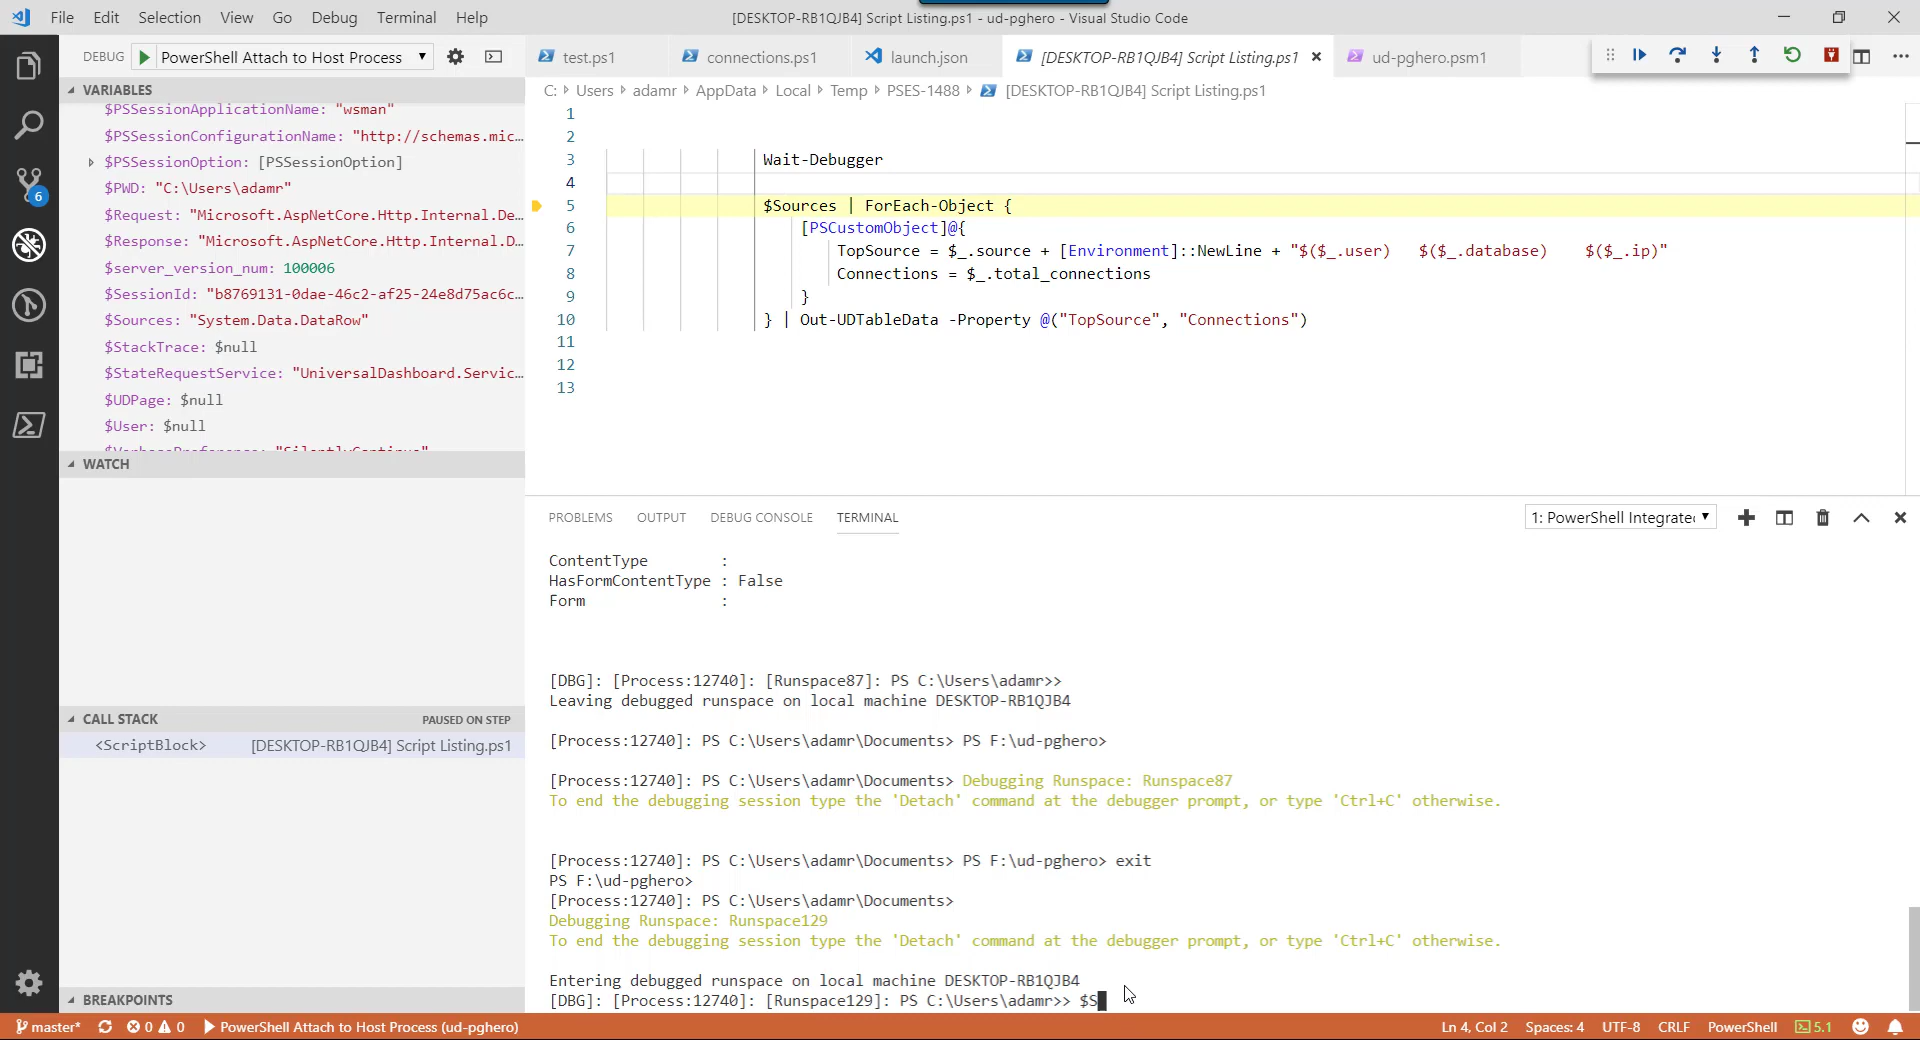 File Edit Selection View Go Debug Terminal Help
[DESKTOP-RB1QJB4] Script Listing.ps1 - ud-pghero - Visual Studio Code
DEBUG PowerShell Attach to Host Process
test.ps1 connections.ps1 launch.json [DESKTOP-RB1QJB4] Script Listing.ps1 ud-pghero.psm1
C: Users adamr AppData Local Temp PSES-1488 [DESKTOP-RB1QJB4] Script Listing.ps1
VARIABLES
$PSSessionApplicationName: "wsman"
$PSSessionConfigurationName: "http://schemas.mic…
$PSSessionOption: [PSSessionOption]
$PWD: "C:\Users\adamr"
$Request: "Microsoft.AspNetCore.Http.Internal.De…
$Response: "Microsoft.AspNetCore.Http.Internal.D…
$server_version_num: 100006
$SessionId: "b8769131-0dae-46c2-af25-24e8d75ac6c…
$Sources: "System.Data.DataRow"
$StackTrace: $null
$StateRequestService: "UniversalDashboard.Servic…
$UDPage: $null
$User: $null
$VerbosePreference: "SilentlyContinue"
WATCH
CALL STACK PAUSED ON STEP
<ScriptBlock> [DESKTOP-RB1QJB4] Script Listing.ps1
BREAKPOINTS
6
1
2
3 Wait-Debugger
4
5 $Sources | ForEach-Object {
6 [PSCustomObject]@{
7 TopSource = $_.source + [Environment]::NewLine + "$($_.user) $($_.database) $($_.ip)"
8 Connections = $_.total_connections
9 }
10 } | Out-UDTableData -Property @("TopSource", "Connections")
11
12
13
PROBLEMS OUTPUT DEBUG CONSOLE TERMINAL
1: PowerShell Integrate
ContentType :
HasFormContentType : False
Form :
[DBG]: [Process:12740]: [Runspace87]: PS C:\Users\adamr>>
Leaving debugged runspace on local machine DESKTOP-RB1QJB4
[Process:12740]: PS C:\Users\adamr\Documents> PS F:\ud-pghero>
[Process:12740]: PS C:\Users\adamr\Documents> Debugging Runspace: Runspace87
To end the debugging session type the 'Detach' command at the debugger prompt, or type 'Ctrl+C' otherwise.
[Process:12740]: PS C:\Users\adamr\Documents> PS F:\ud-pghero> exit
PS F:\ud-pghero>
[Process:12740]: PS C:\Users\adamr\Documents>
Debugging Runspace: Runspace129
To end the debugging session type the 'Detach' command at the debugger prompt, or type 'Ctrl+C' otherwise.
Entering debugged runspace on local machine DESKTOP-RB1QJB4
[DBG]: [Process:12740]: [Runspace129]: PS C:\Users\adamr>> $S
master* 0 0 PowerShell Attach to Host Process (ud-pghero) Ln 4, Col 2 Spaces: 4 UTF-8 CRLF PowerShell 5.1